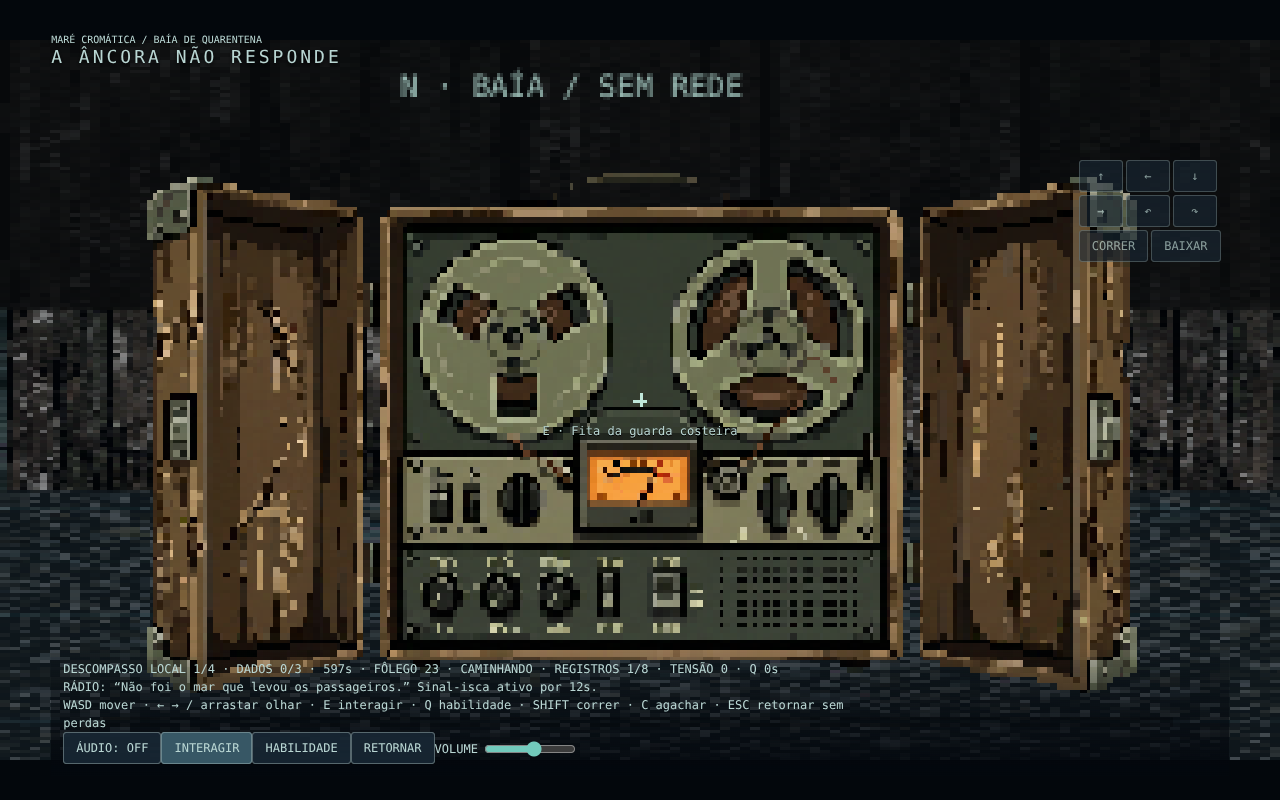 MARÉ CROMÁTICA / BAÍA DE QUARENTENA
A ÂNCORA NÃO RESPONDE
N · BAÍA / SEM REDE
↑ ← ↓
→ ↶ ↷
CORRER BAIXAR
E · Fita da guarda costeira
DESCOMPASSO LOCAL 1/4 · DADOS 0/3 · 597s · FÔLEGO 23 · CAMINHANDO · REGISTROS 1/8 · TENSÃO 0 · Q 0s
RÁDIO: “Não foi o mar que levou os passageiros.” Sinal-isca ativo por 12s.
WASD mover · ← → / arrastar olhar · E interagir · Q habilidade · SHIFT correr · C agachar · ESC retornar sem
perdas
ÁUDIO: OFF INTERAGIR HABILIDADE RETORNAR VOLUME